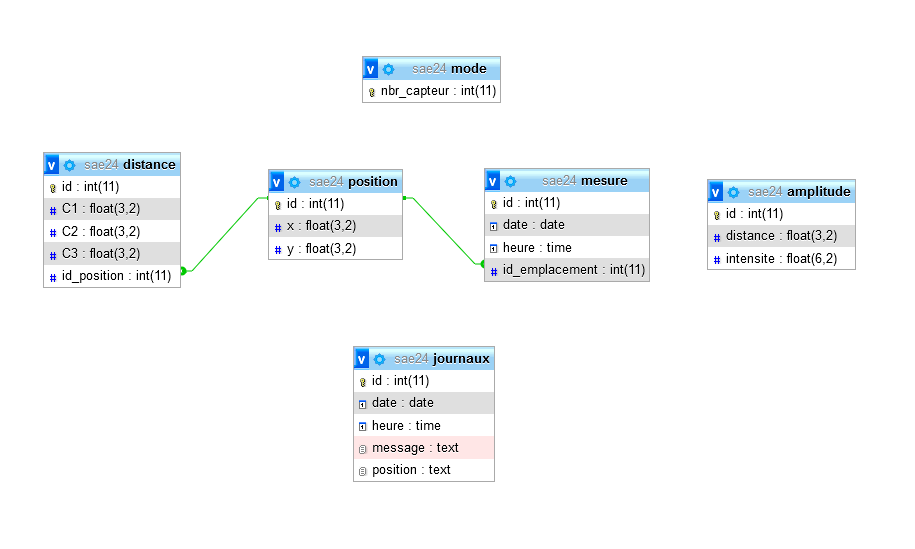 v sae24 mode
nbr_capteur : int(11)
v sae24 distance
id : int(11)
# C1 : float(3,2)
# C2 : float(3,2)
# C3 : float(3,2)
# id_position : int(11)
v sae24 position
id : int(11)
# x : float(3,2)
# y : float(3,2)
v sae24 mesure
id : int(11)
date : date
heure : time
# id_emplacement : int(11)
v sae24 amplitude
id : int(11)
# distance : float(3,2)
# intensite : float(6,2)
v sae24 journaux
id : int(11)
date : date
heure : time
message : text
position : text